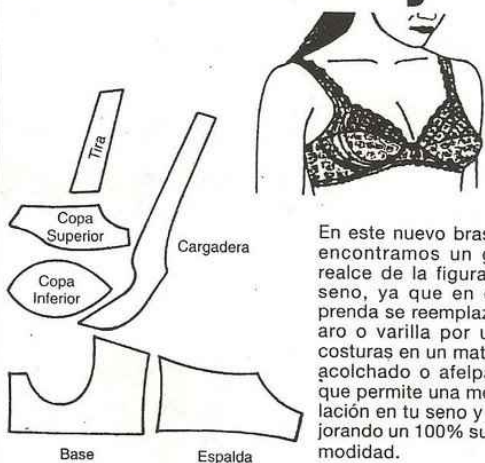 Tira
Copa
Superior
Cargadera
Copa
Inferior
Base
Espalda
En este nuevo bras
encontramos un
realce de la figura
seno, ya que en
prenda se reemplaz
aro o varilla por u
costuras en un mat
acolchado o afelpa
que permite una me
lación en tu seno y
jorando un 100% su
modidad.